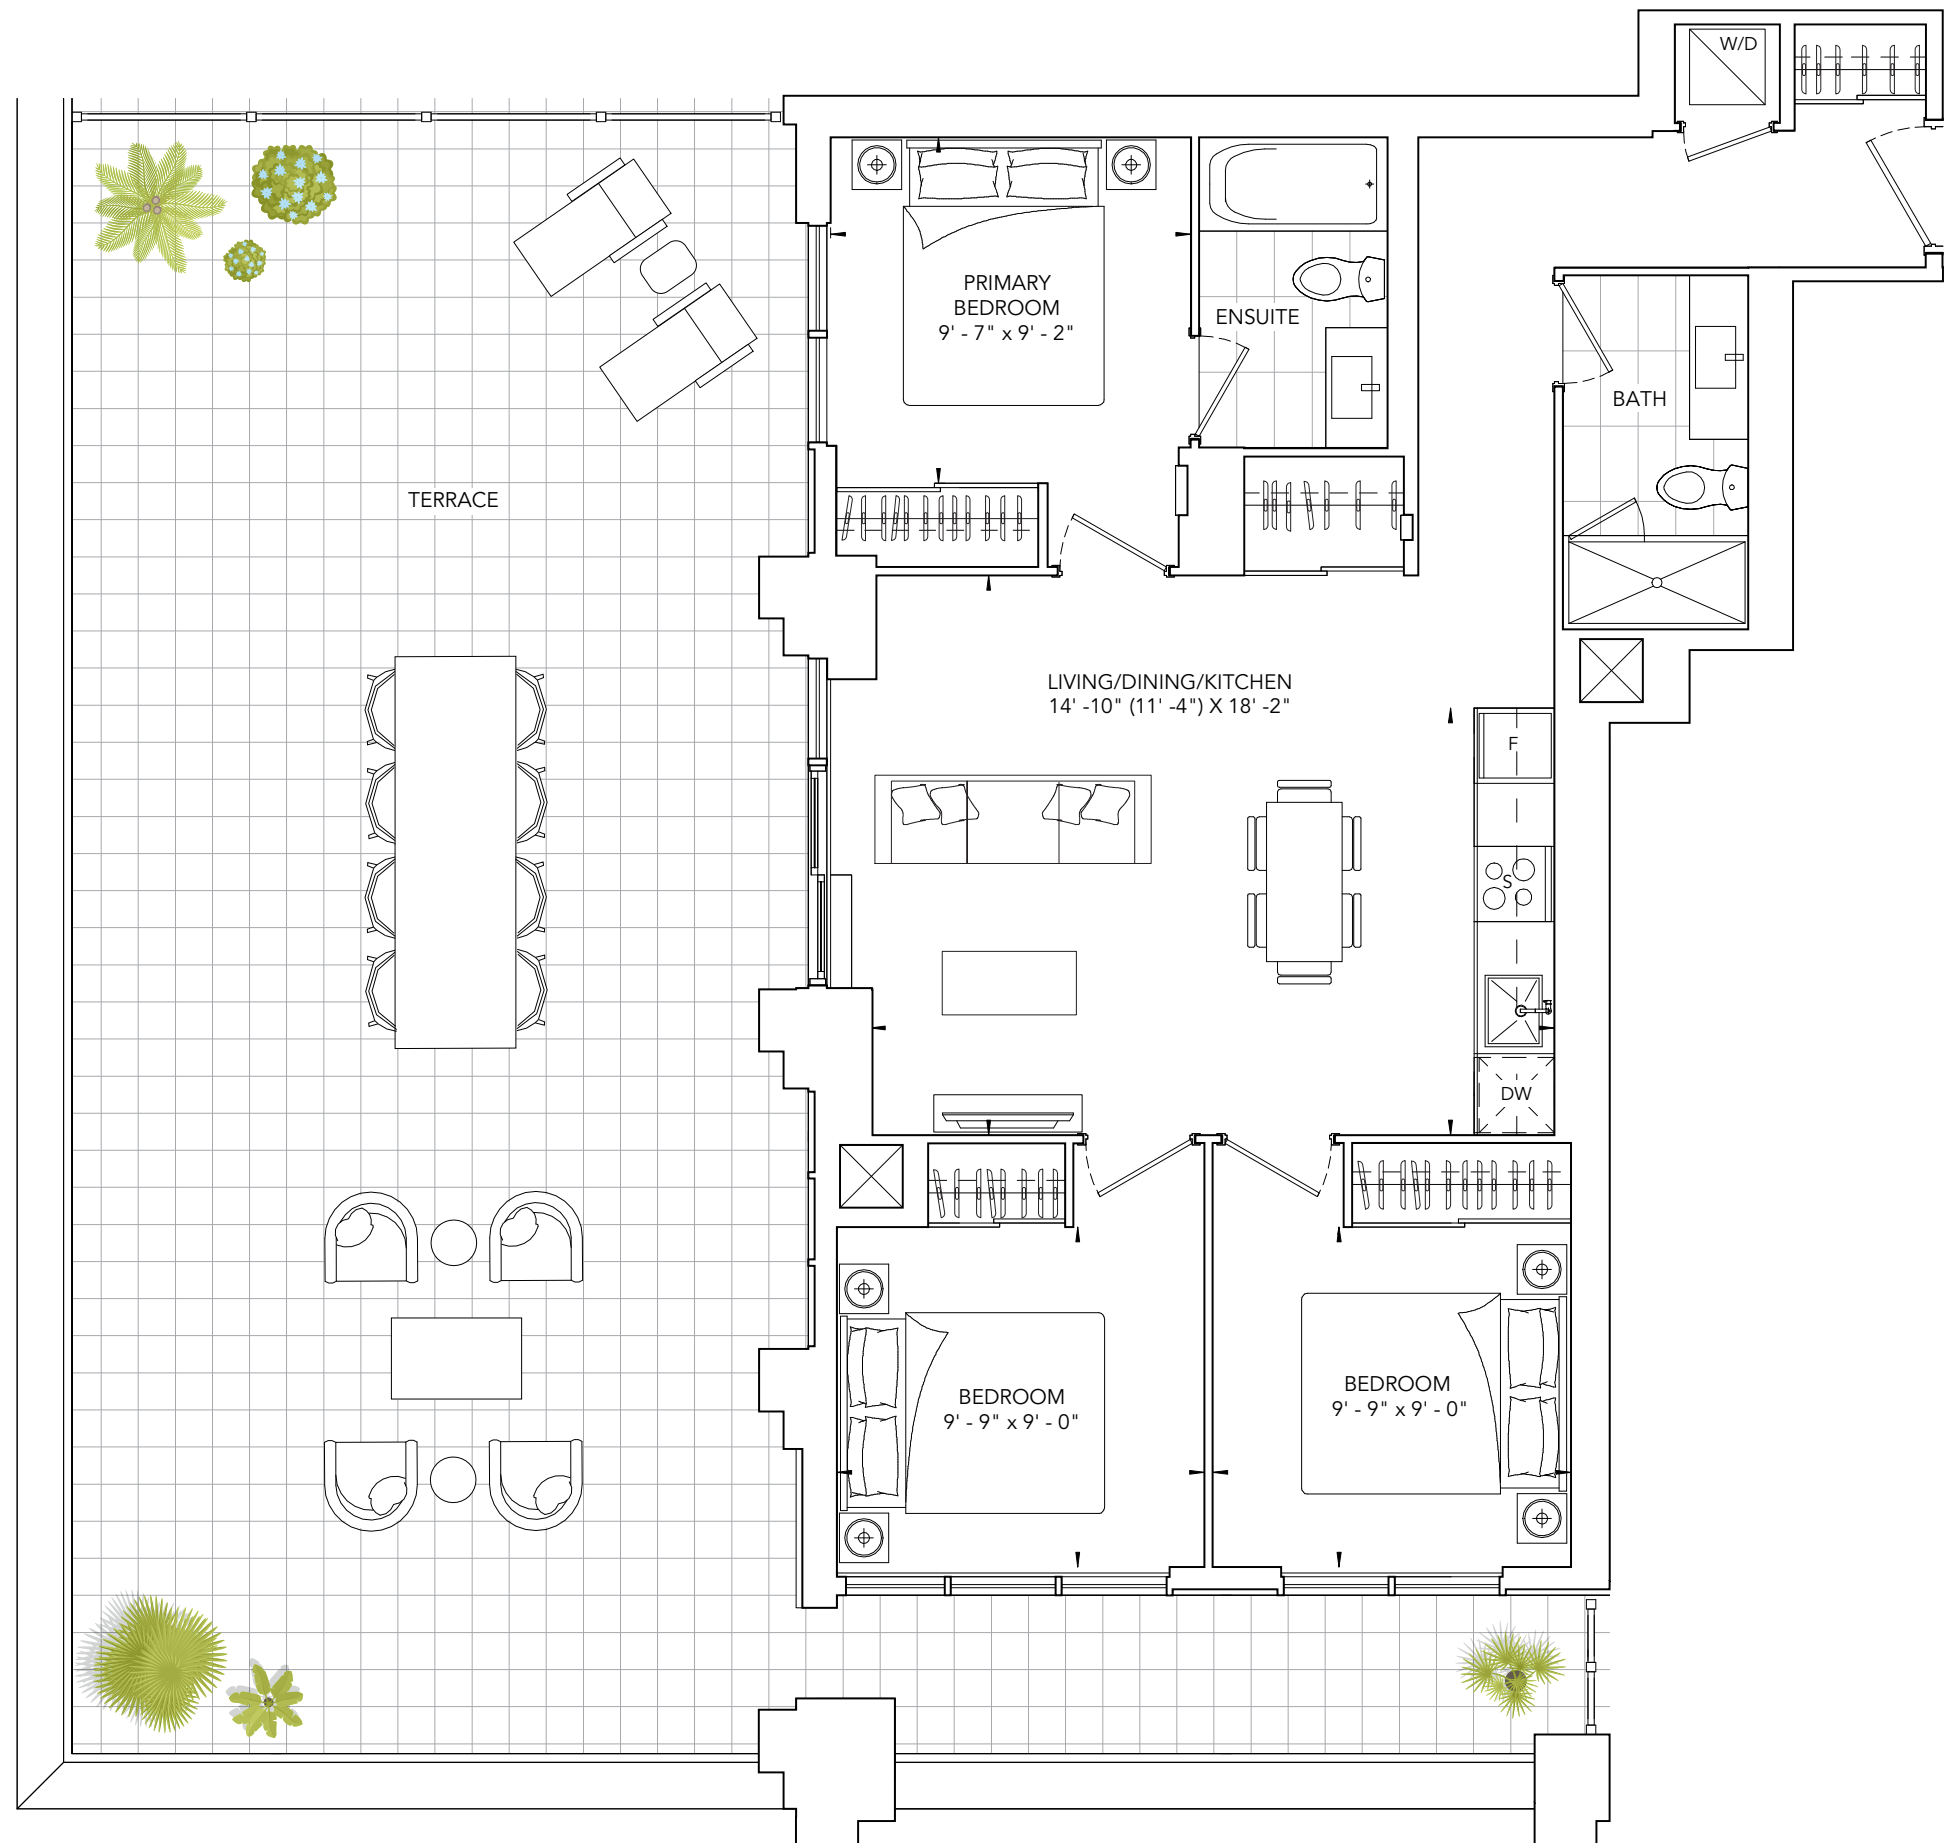 W/D
PRIMARY
BEDROOM
9' - 7" x 9' - 2"
ENSUITE
BATH
TERRACE
LIVING/DINING/KITCHEN
14' -10" (11' -4") X 18' -2"
F
S
DW
BEDROOM
9' - 9" x 9' - 0"
BEDROOM
9' - 9" x 9' - 0"